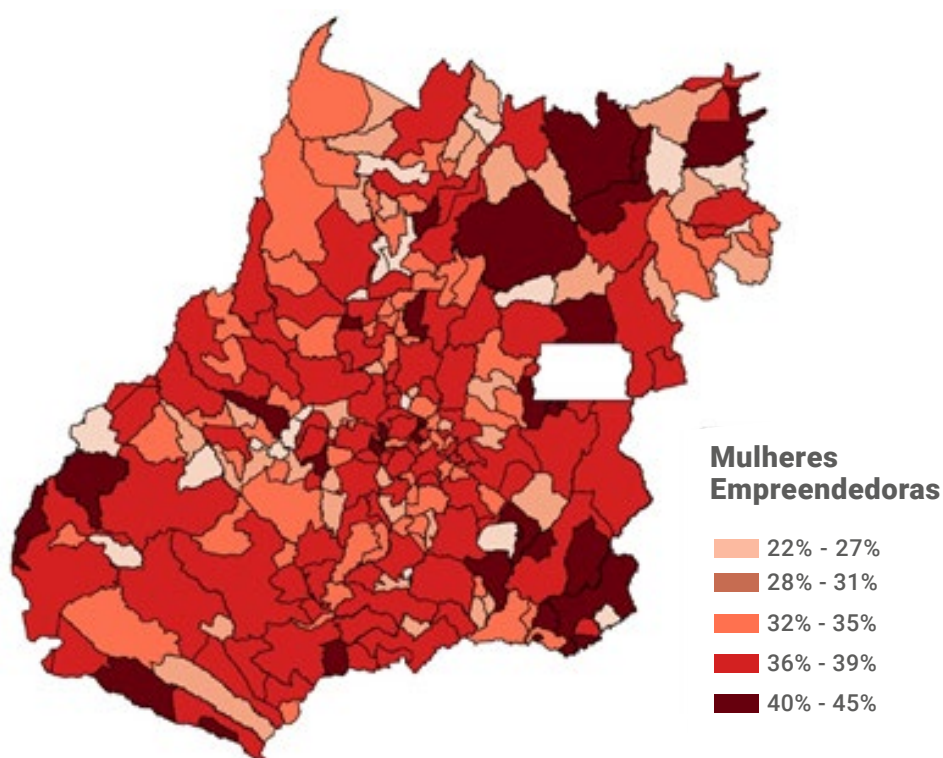 Mulheres
Empreendedoras
22% - 27%
28% - 31%
32% - 35%
36% - 39%
40% - 45%